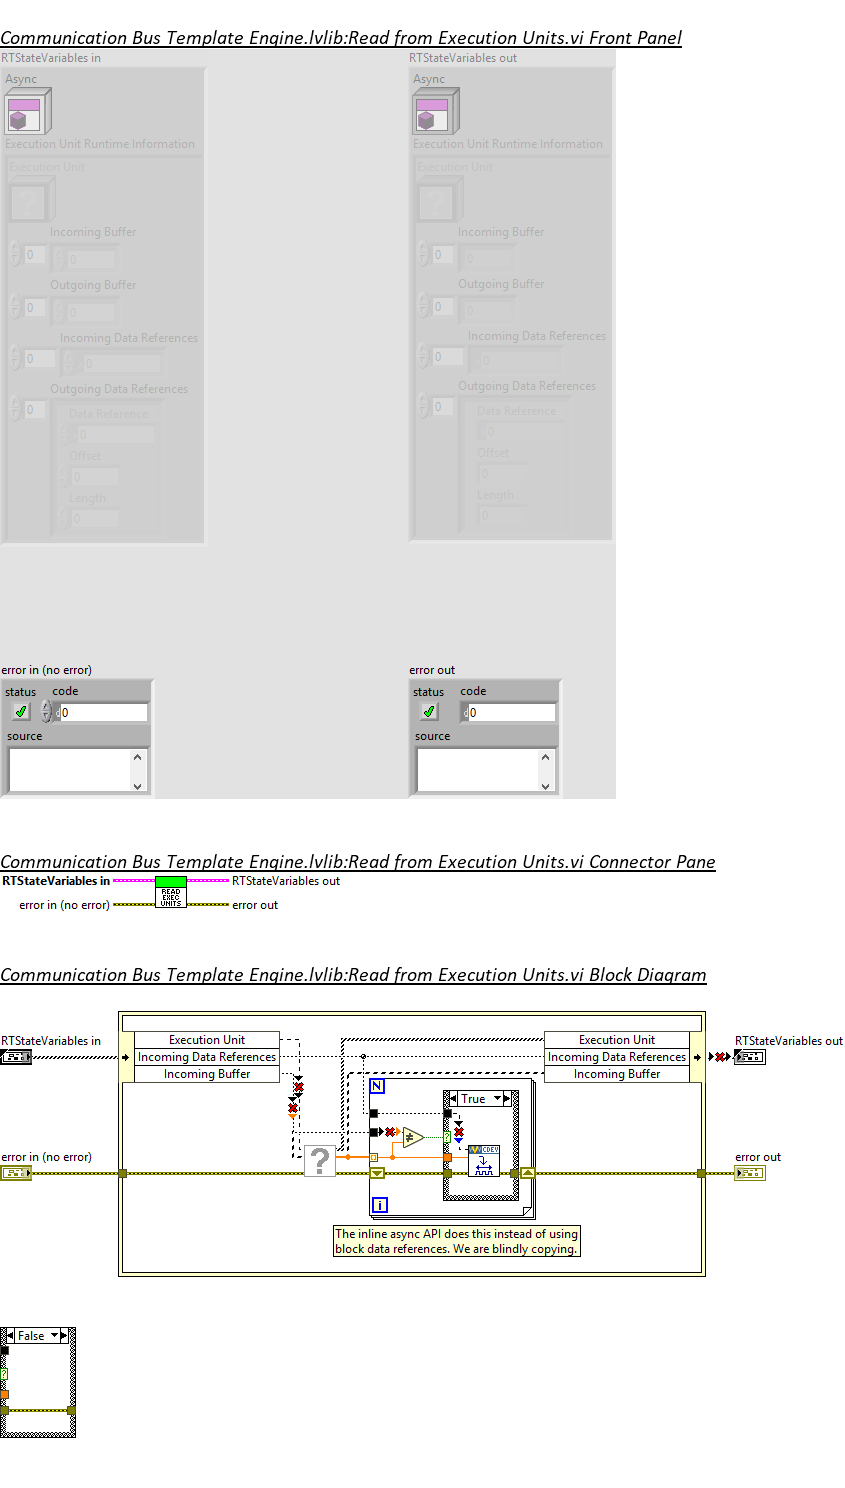 Communication Bus Template Engine.lvlib:Read from Execution Units.vi Front Panel
RTStateVariables in
RTStateVariables out
Async
Async
Execution Unit Runtime Information
Execution Unit Runtime Information
Execution Unit
Execution Unit
?
?
Incoming Buffer
Incoming Buffer
0
0
0
0
Outgoing Buffer
Outgoing Buffer
0
0
0
0
Incoming Data References
Incoming Data References
0
0
0
0
Outgoing Data References
Outgoing Data References
0
Data Reference
0
Data Reference
0
0
Offset
Offset
0
0
Length
Length
0
0
error in (no error)
error out
status code
status code
0
0
source
source
Communication Bus Template Engine.lvlib:Read from Execution Units.vi Connector Pane
RTStateVariables in
RTStateVariables out
READ
EXEC
UNITS
error in (no error)
error out
Communication Bus Template Engine.lvlib:Read from Execution Units.vi Block Diagram
RTStateVariables in
Execution Unit
Incoming Data References
Incoming Buffer
Execution Unit
Incoming Data References
Incoming Buffer
RTStateVariables out
N
True
≠
?
?
CDEV
i
error in (no error)
error out
The inline async API does this instead of using
block data references. We are blindly copying.
False
?